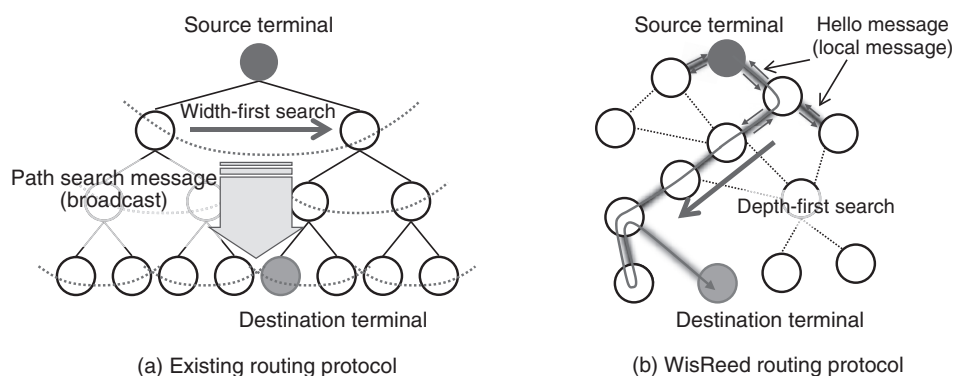 Source terminal
Width-first search
Path search message
(broadcast)
Destination terminal
(a) Existing routing protocol
Source terminal
Hello message
(local message)
Depth-first search
Destination terminal
(b) WisReed routing protocol